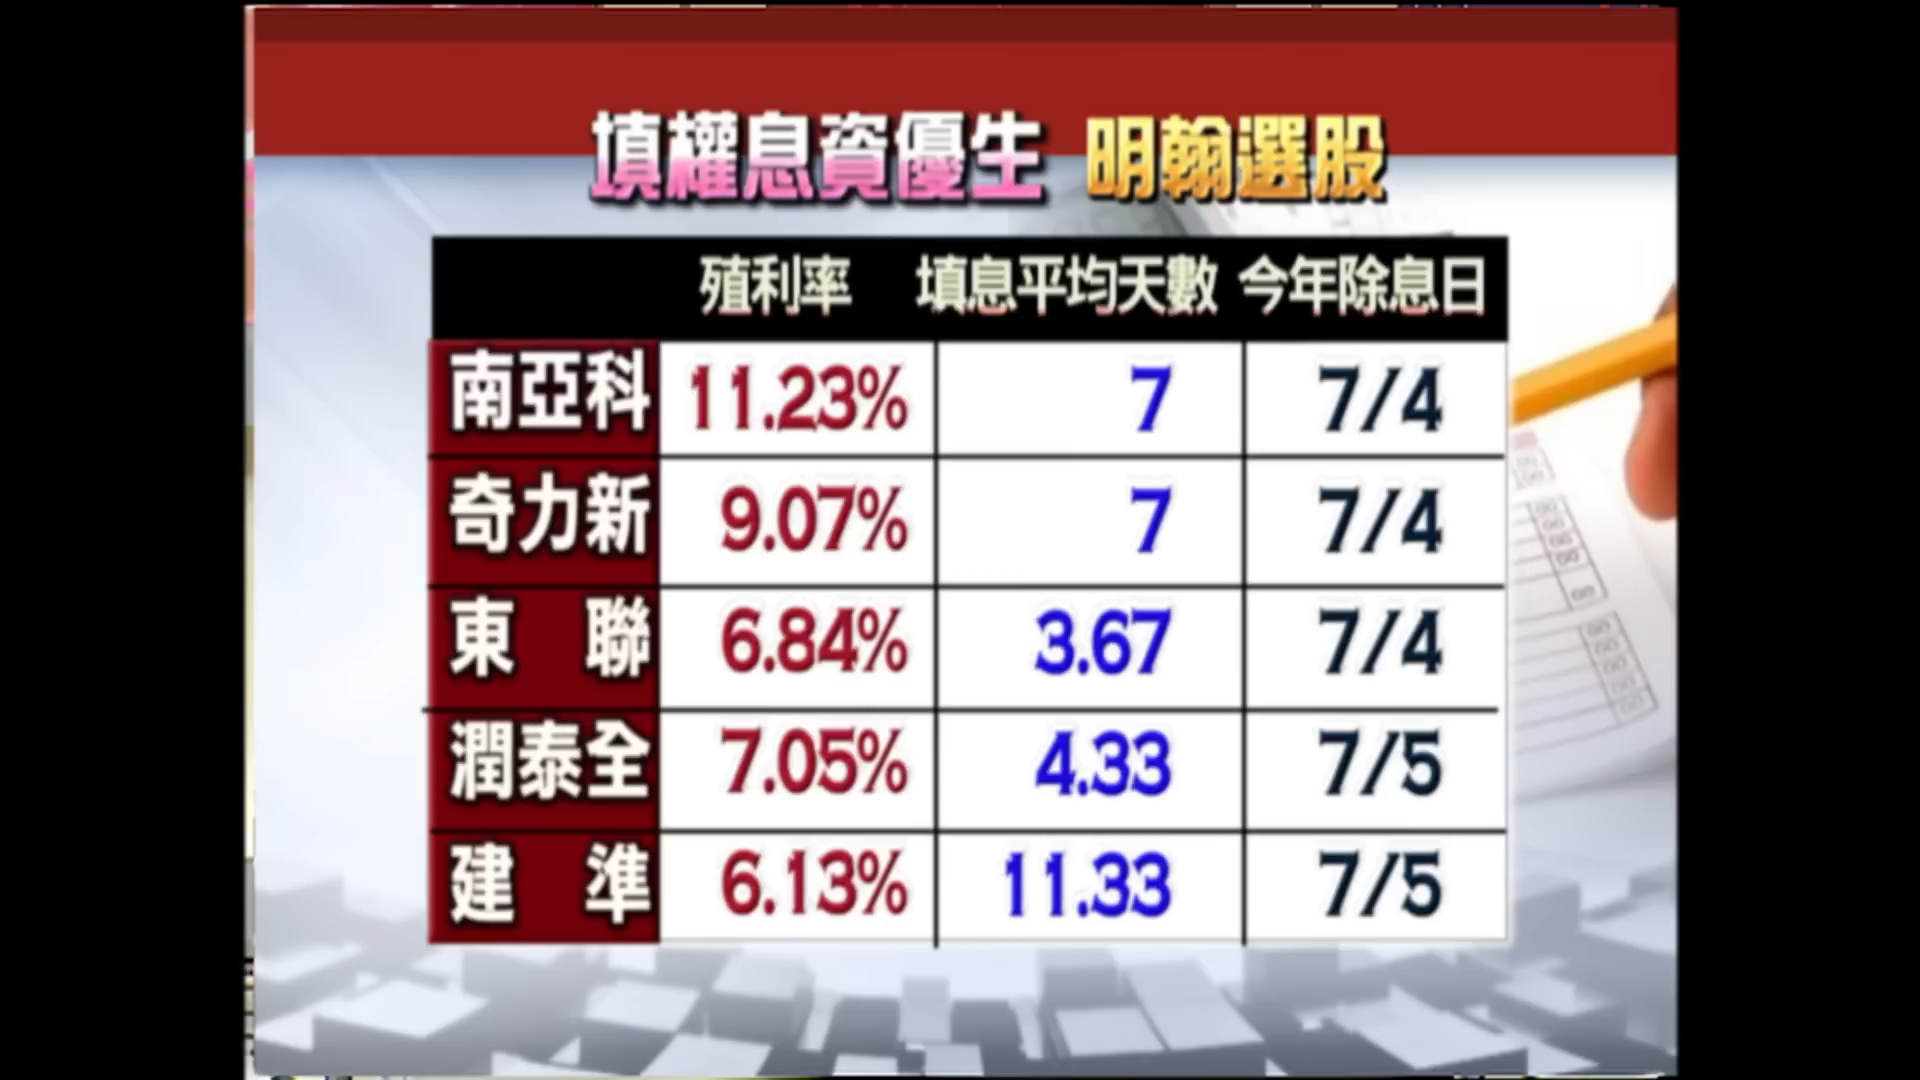 填權息資優生 明翰選股
殖利率 填息平均天數 今年除息日
南亞科 11.23% 7 7/4
奇力新 9.07% 7 7/4
東聯 6.84% 3.67 7/4
潤泰全 7.05% 4.33 7/5
建準 6.13% 11.33 7/5